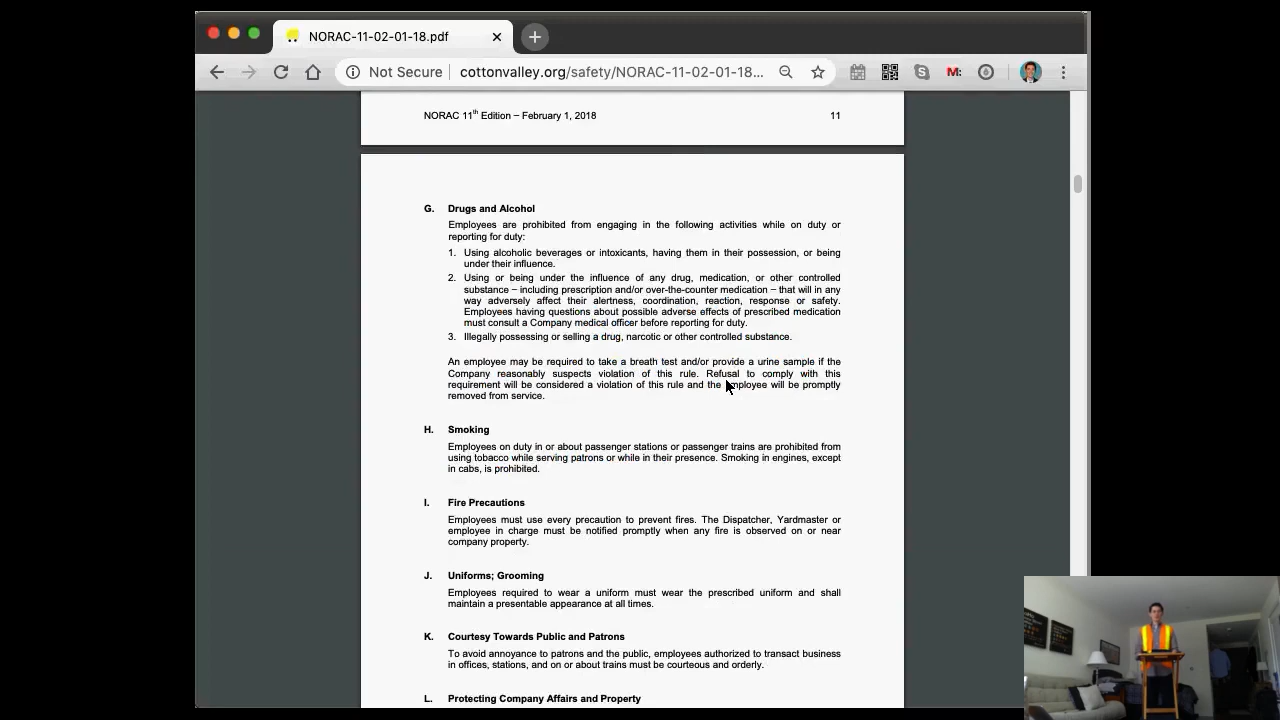 NORAC-11-02-01-18.pdf
Not Secure cottonvalley.org/safety/NORAC-11-02-01-18...
NORAC 11th Edition – February 1, 2018 11
G. Drugs and Alcohol
Employees are prohibited from engaging in the following activities while on duty or
reporting for duty:
1. Using alcoholic beverages or intoxicants, having them in their possession, or being
under their influence.
2. Using or being under the influence of any drug, medication, or other controlled
substance – including prescription and/or over-the-counter medication – that will in any
way adversely affect their alertness, coordination, reaction, response or safety.
Employees having questions about possible adverse effects of prescribed medication
must consult a Company medical officer before reporting for duty.
3. Illegally possessing or selling a drug, narcotic or other controlled substance.
An employee may be required to take a breath test and/or provide a urine sample if the
Company reasonably suspects violation of this rule. Refusal to comply with this
requirement will be considered a violation of this rule and the employee will be promptly
removed from service.
H. Smoking
Employees on duty in or about passenger stations or passenger trains are prohibited from
using tobacco while serving patrons or while in their presence. Smoking in engines, except
in cabs, is prohibited.
I. Fire Precautions
Employees must use every precaution to prevent fires. The Dispatcher, Yardmaster or
employee in charge must be notified promptly when any fire is observed on or near
company property.
J. Uniforms; Grooming
Employees required to wear a uniform must wear the prescribed uniform and shall
maintain a presentable appearance at all times.
K. Courtesy Towards Public and Patrons
To avoid annoyance to patrons and the public, employees authorized to transact business
in offices, stations, and on or about trains must be courteous and orderly.
L. Protecting Company Affairs and Property